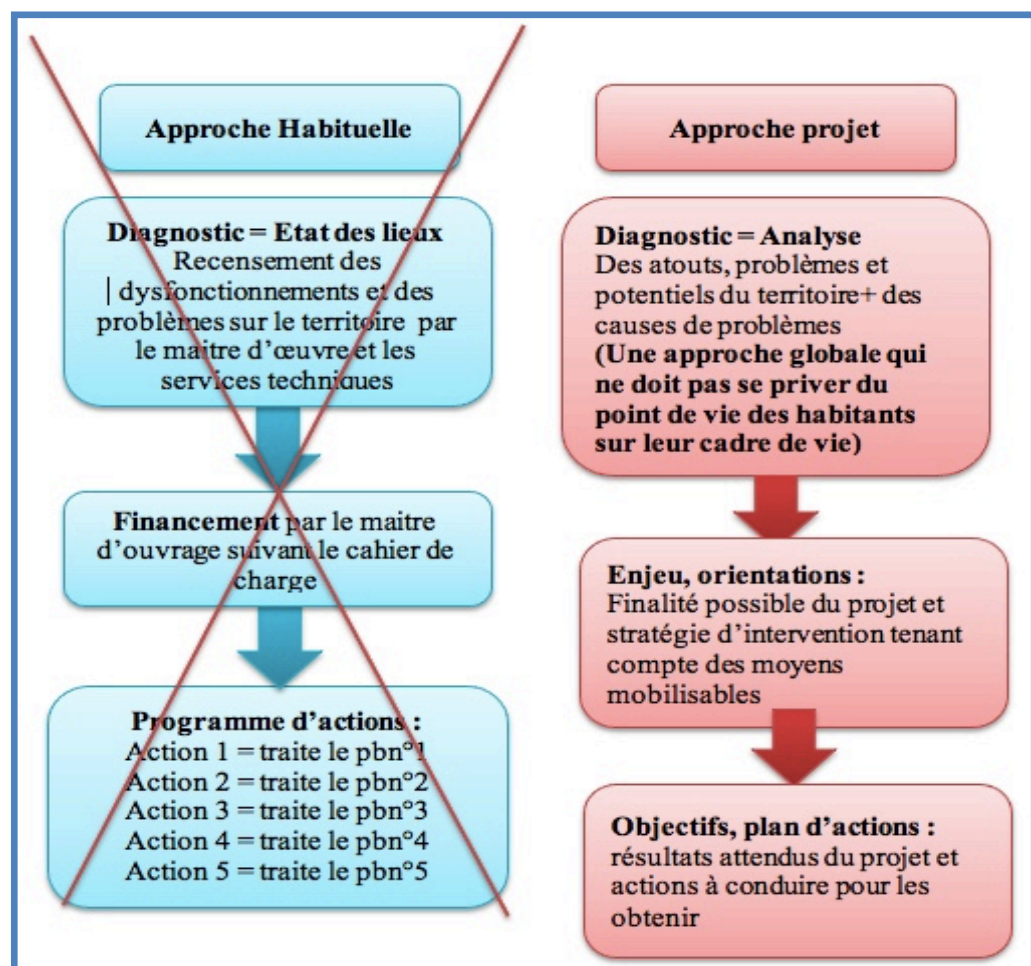 Approche Habituelle
Diagnostic = Etat des lieux
Recensement des
dysfonctionnements et des
problèmes sur le territoire par
le maitre d'œuvre et les
services techniques
Financement par le maitre
d'ouvrage suivant le cahier de
charge
Programme d'actions :
Action 1 = traite le pbn°1
Action 2 = traite le pbn°2
Action 3 = traite le pbn°3
Action 4 = traite le pbn°4
Action 5 = traite le pbn°5
Approche projet
Diagnostic = Analyse
Des atouts, problèmes et
potentiels du territoire+ des
causes de problèmes
(Une approche globale qui
ne doit pas se priver du
point de vie des habitants
sur leur cadre de vie)
Enjeu, orientations :
Finalité possible du projet et
stratégie d'intervention tenant
compte des moyens
mobilisables
Objectifs, plan d'actions :
résultats attendus du projet et
actions à conduire pour les
obtenir